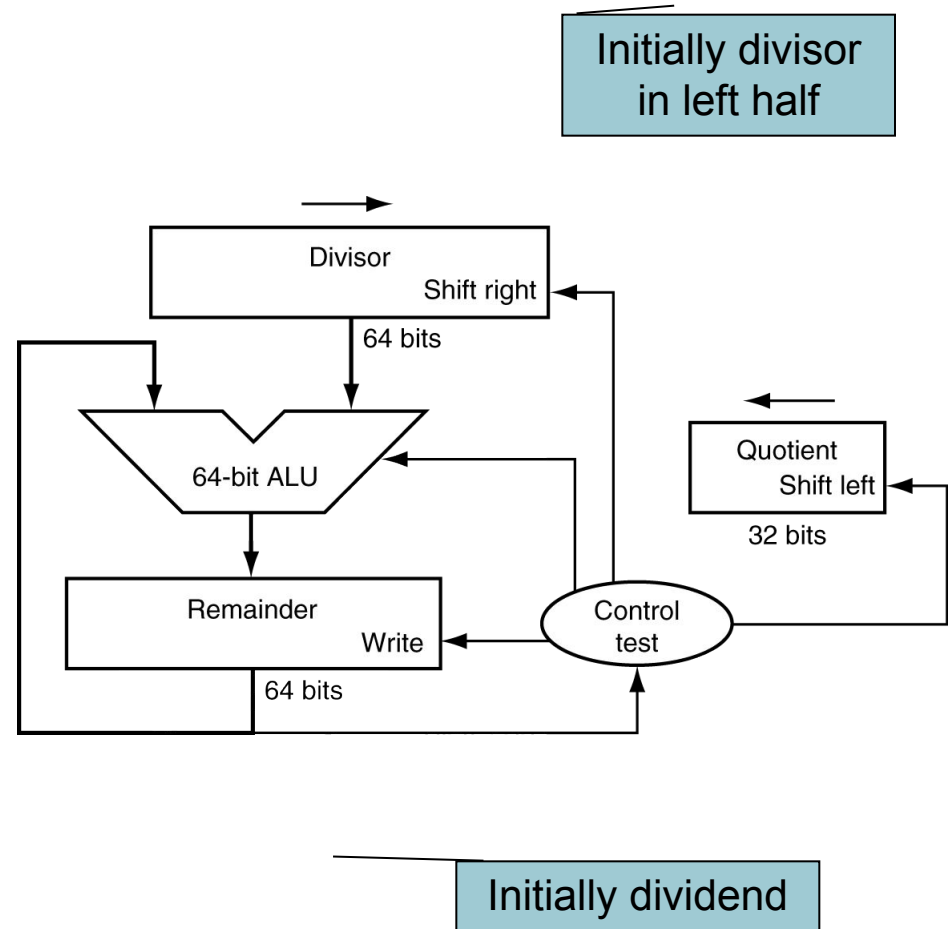 Initially divisor
in left half
Divisor
Shift right
64 bits
64-bit ALU
Quotient
Shift left
32 bits
Remainder
Write
Control
test
64 bits
Initially dividend